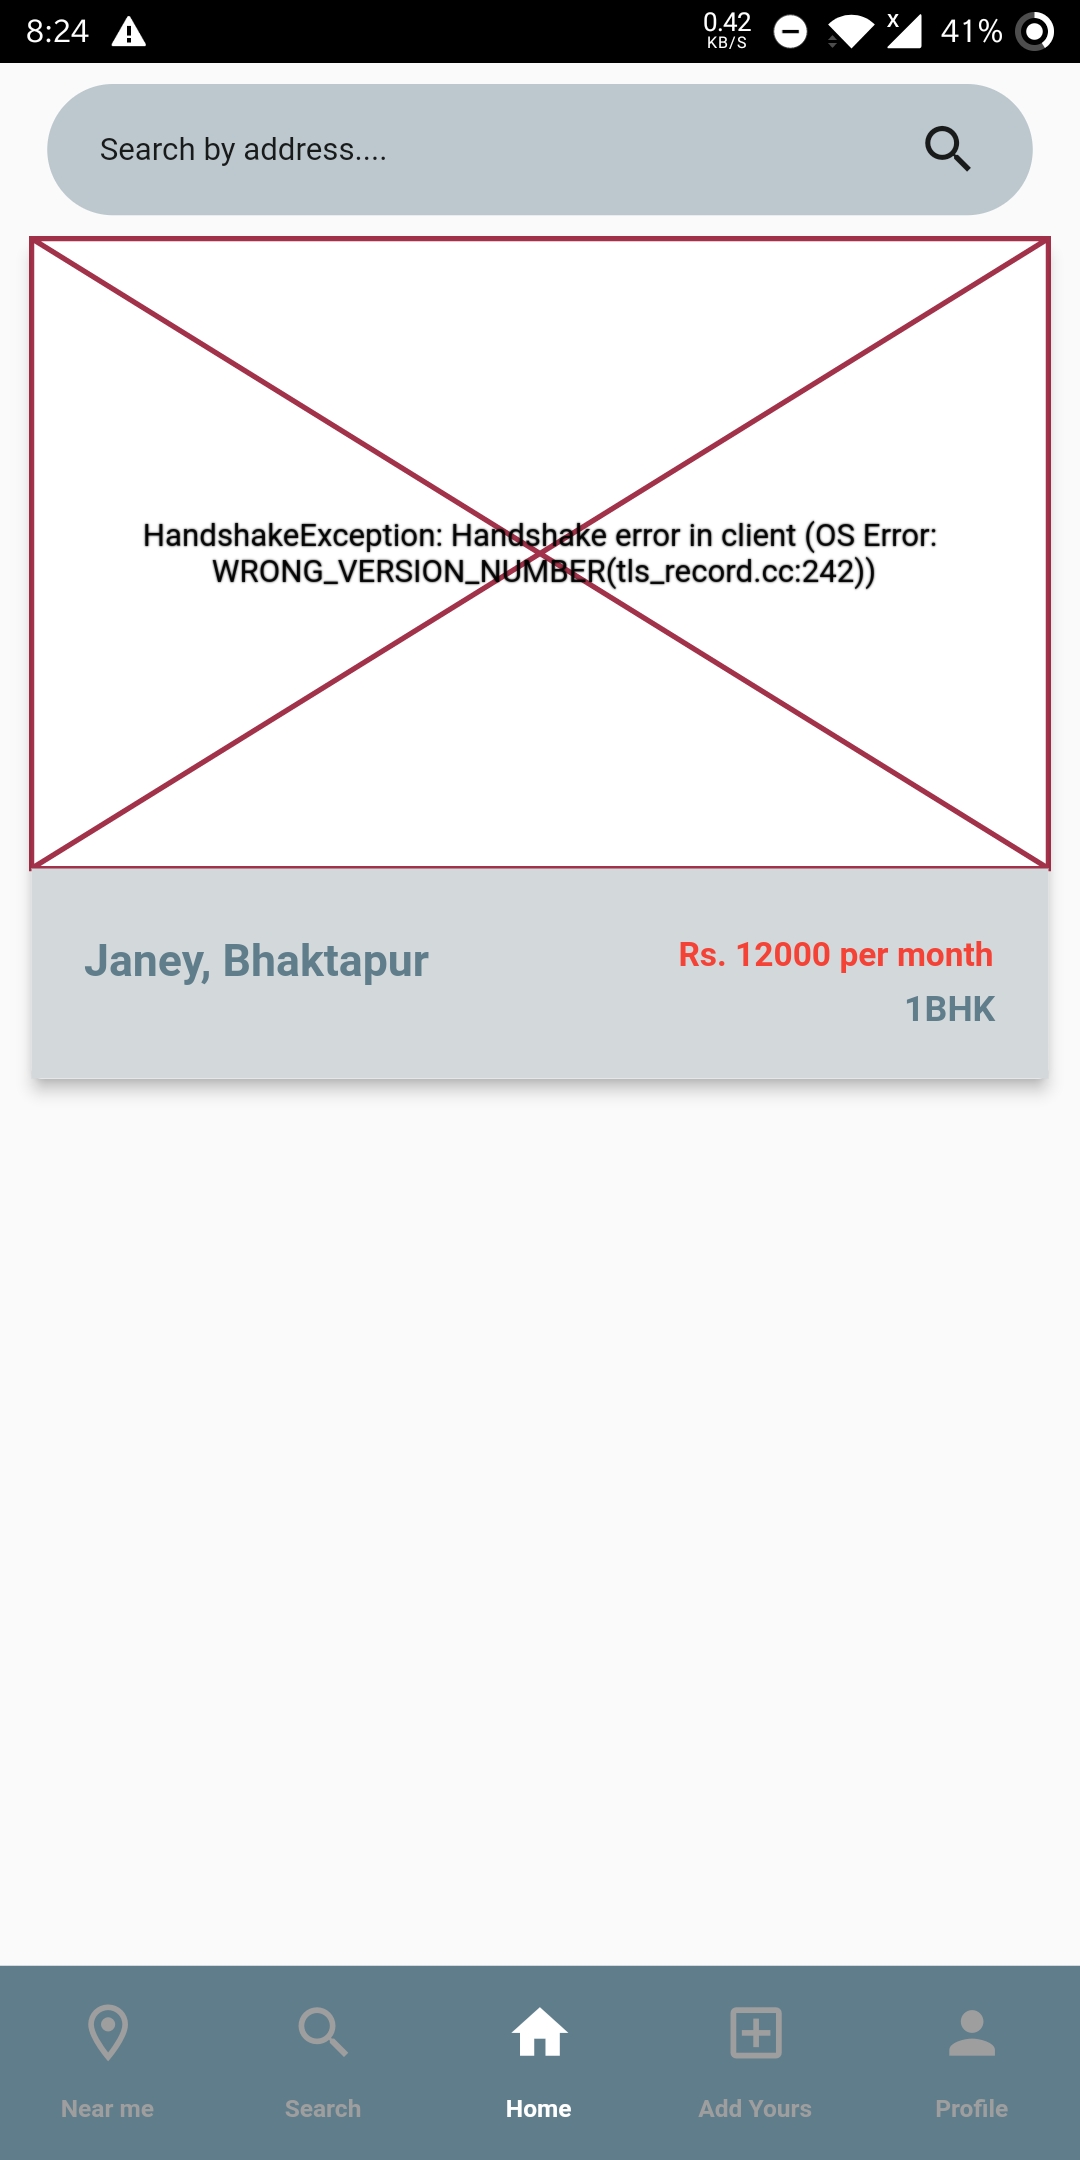 8:24
0.42
KB/S
X
41%
Search by address....
HandshakeException: Handshake error in client (OS Error:
WRONG_VERSION_NUMBER(tls_record.cc:242))
Janey, Bhaktapur
Rs. 12000 per month
1BHK
Near me
Search
Home
Add Yours
Profile